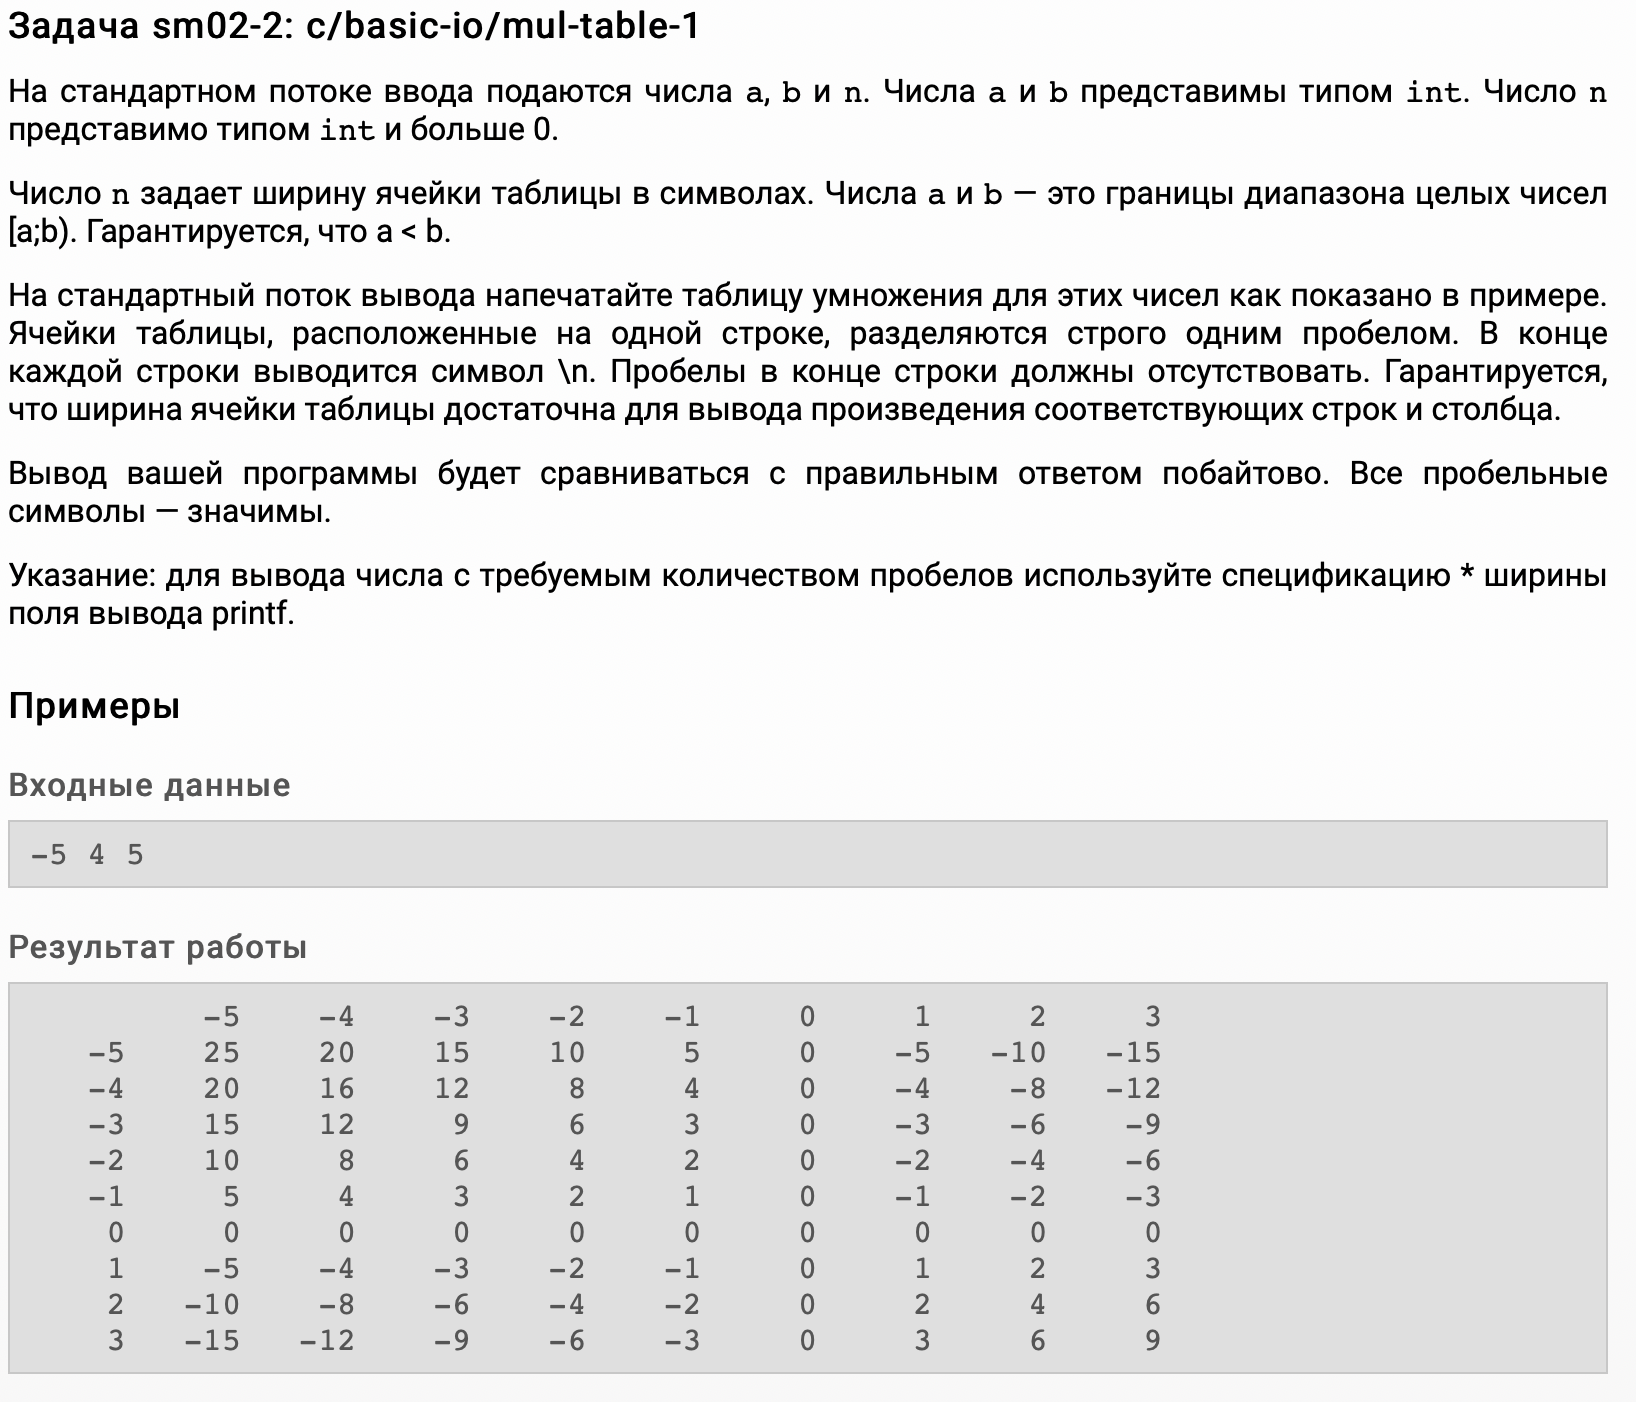 Задача sm02-2: c/basic-io/mul-table-1
На стандартном потоке ввода подаются числа a, b и n. Числа a и b представимы типом int. Число n
представимо типом int и больше 0.
Число n задает ширину ячейки таблицы в символах. Числа a и b — это границы диапазона целых чисел
[a;b). Гарантируется, что a < b.
На стандартный поток вывода напечатайте таблицу умножения для этих чисел как показано в примере.
Ячейки таблицы, расположенные на одной строке, разделяются строго одним пробелом. В конце
каждой строки выводится символ \n. Пробелы в конце строки должны отсутствовать. Гарантируется,
что ширина ячейки таблицы достаточна для вывода произведения соответствующих строк и столбца.
Вывод вашей программы будет сравниваться с правильным ответом побайтово. Все пробельные
символы — значимы.
Указание: для вывода числа с требуемым количеством пробелов используйте спецификацию * ширины
поля вывода printf.
Примеры
Входные данные
-5 4 5
Результат работы
         -5    -4    -3    -2    -1     0     1     2     3
   -5    25    20    15    10     5     0    -5   -10   -15
   -4    20    16    12     8     4     0    -4    -8   -12
   -3    15    12     9     6     3     0    -3    -6    -9
   -2    10     8     6     4     2     0    -2    -4    -6
   -1     5     4     3     2     1     0    -1    -2    -3
    0     0     0     0     0     0     0     0     0     0
    1    -5    -4    -3    -2    -1     0     1     2     3
    2   -10    -8    -6    -4    -2     0     2     4     6
    3   -15   -12    -9    -6    -3     0     3     6     9